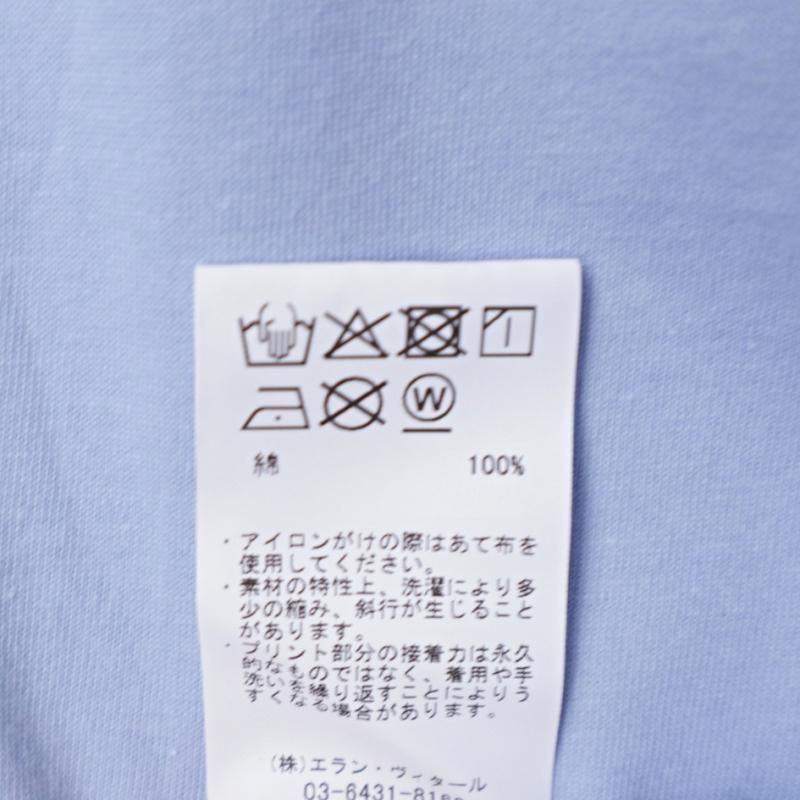 W
綿 100%
・アイロンがけの際はあて布を
使用してください。
・素材の特性上、洗濯により多
少の縮み、斜行が生じること
があります。
・プリント部分の接着力は永久
的なものではなく、着用や手
洗いを繰り返すことによりう
すくなる場合があります。
(株)エラン・ヴィタール
03-6431-